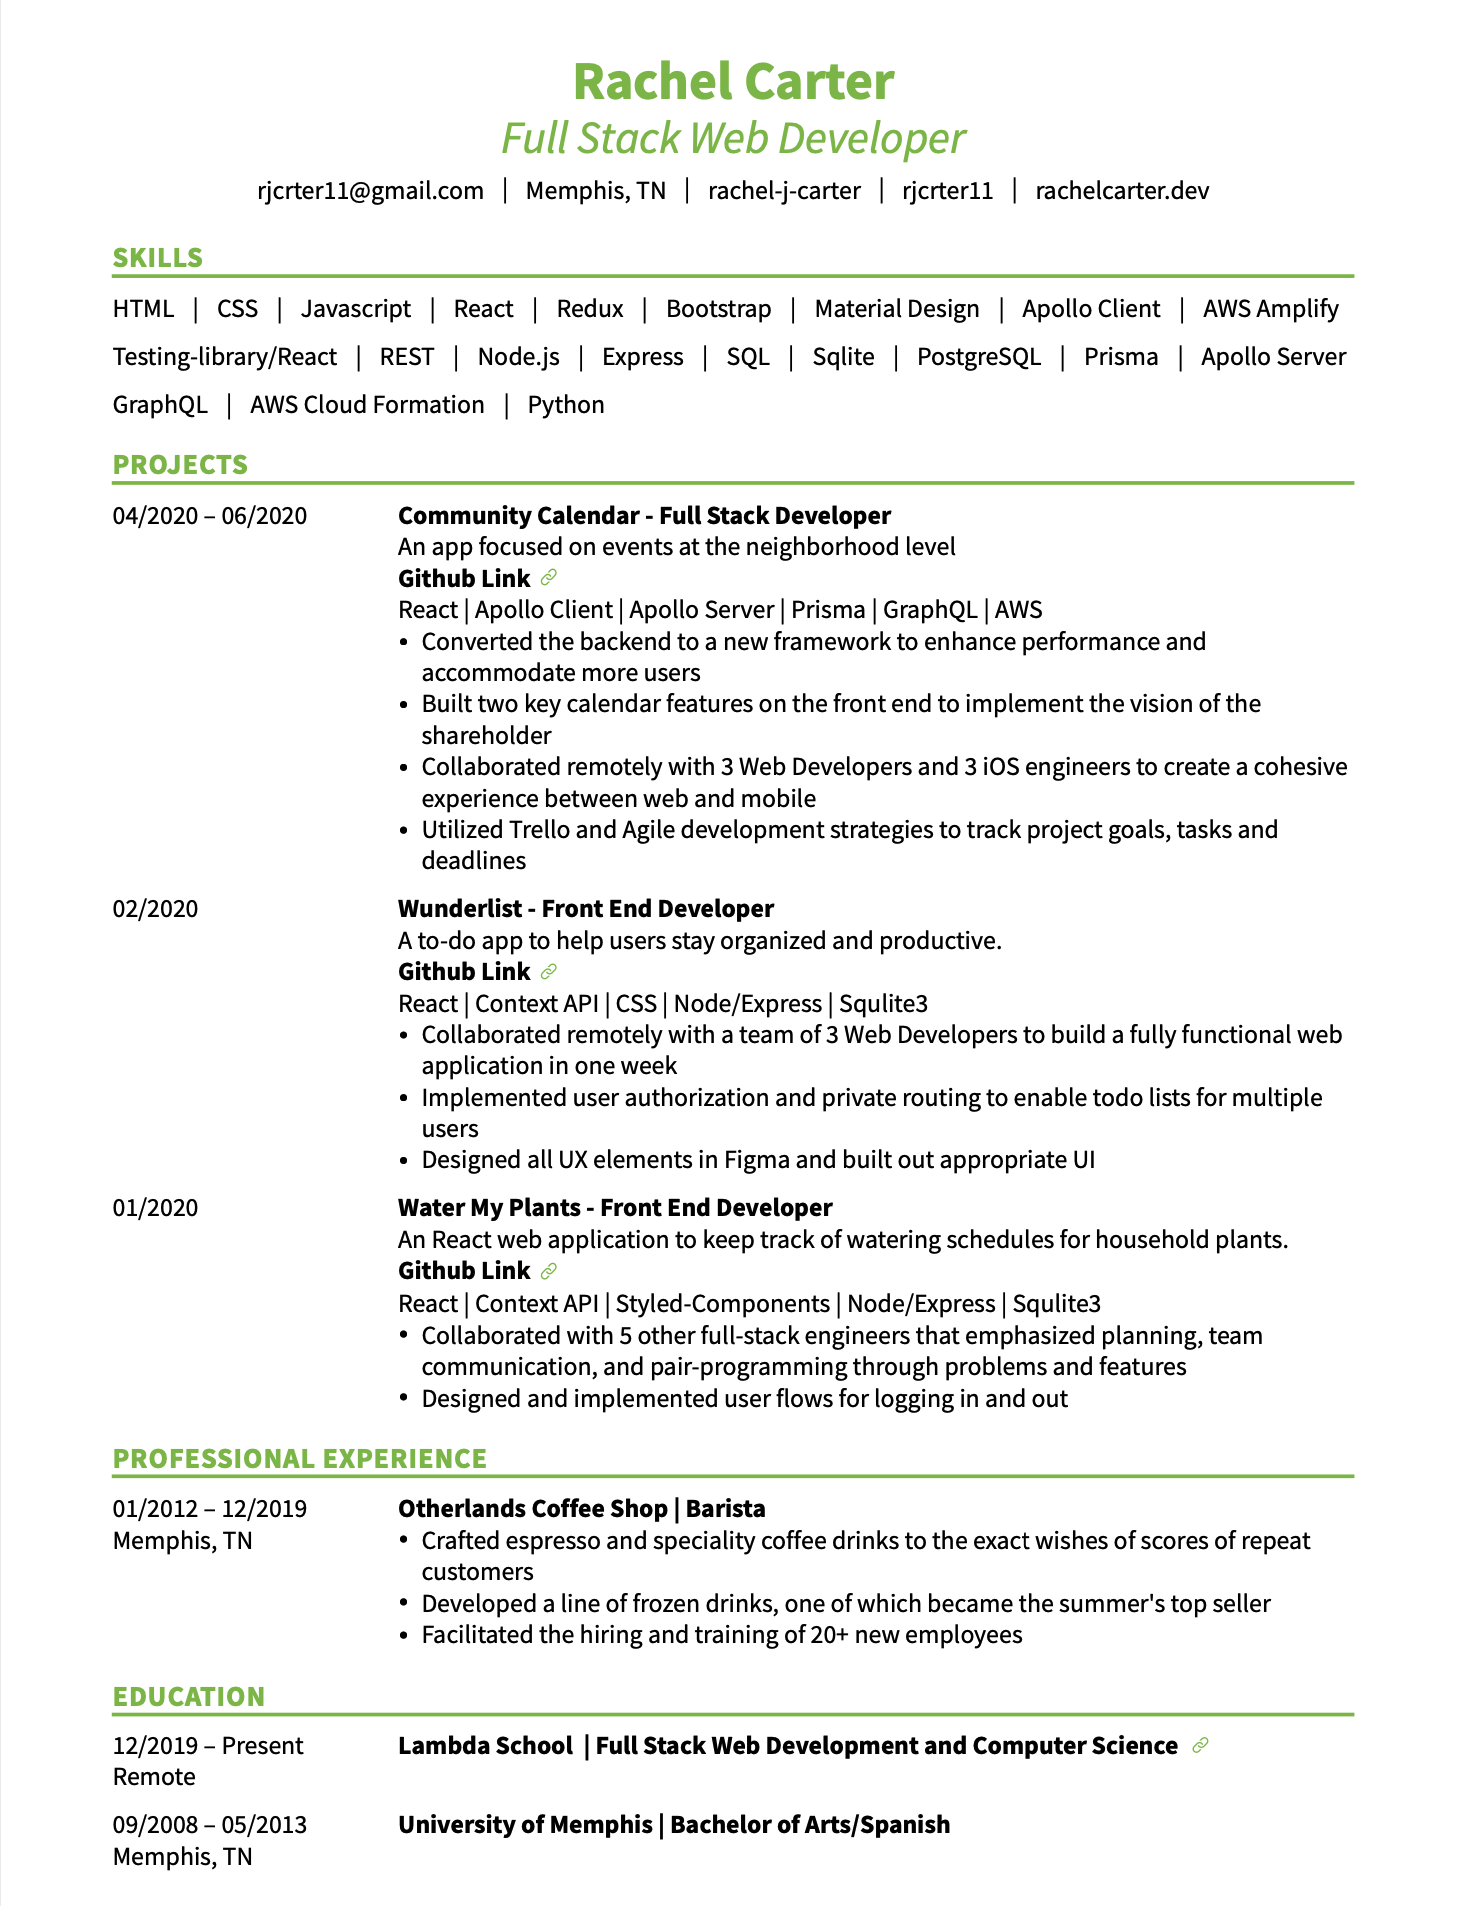 Rachel Carter
Full Stack Web Developer
rjcrter11@gmail.com | Memphis, TN | rachel-j-carter | rjcrter11 | rachelcarter.dev
SKILLS
HTML | CSS | Javascript | React | Redux | Bootstrap | Material Design | Apollo Client | AWS Amplify
Testing-library/React | REST | Node.js | Express | SQL | Sqlite | PostgreSQL | Prisma | Apollo Server
GraphQL | AWS Cloud Formation | Python
PROJECTS
04/2020 – 06/2020 Community Calendar - Full Stack Developer
An app focused on events at the neighborhood level
Github Link
React | Apollo Client | Apollo Server | Prisma | GraphQL | AWS
• Converted the backend to a new framework to enhance performance and
accommodate more users
• Built two key calendar features on the front end to implement the vision of the
shareholder
• Collaborated remotely with 3 Web Developers and 3 iOS engineers to create a cohesive
experience between web and mobile
• Utilized Trello and Agile development strategies to track project goals, tasks and
deadlines
02/2020 Wunderlist - Front End Developer
A to-do app to help users stay organized and productive.
Github Link
React | Context API | CSS | Node/Express | Squlite3
• Collaborated remotely with a team of 3 Web Developers to build a fully functional web
application in one week
• Implemented user authorization and private routing to enable todo lists for multiple
users
• Designed all UX elements in Figma and built out appropriate UI
01/2020 Water My Plants - Front End Developer
An React web application to keep track of watering schedules for household plants.
Github Link
React | Context API | Styled-Components | Node/Express | Squlite3
• Collaborated with 5 other full-stack engineers that emphasized planning, team
communication, and pair-programming through problems and features
• Designed and implemented user flows for logging in and out
PROFESSIONAL EXPERIENCE
01/2012 – 12/2019 Otherlands Coffee Shop | Barista
Memphis, TN • Crafted espresso and speciality coffee drinks to the exact wishes of scores of repeat
customers
• Developed a line of frozen drinks, one of which became the summer's top seller
• Facilitated the hiring and training of 20+ new employees
EDUCATION
12/2019 – Present Lambda School | Full Stack Web Development and Computer Science
Remote
09/2008 – 05/2013 University of Memphis | Bachelor of Arts/Spanish
Memphis, TN